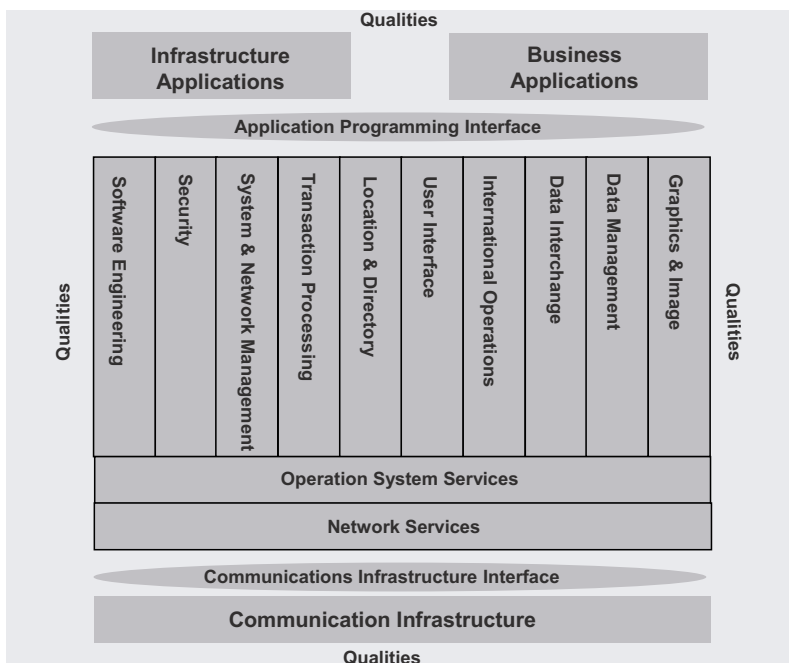 Qualities
Infrastructure
Applications
Business
Applications
Application Programming Interface
Qualities
Software Engineering
Security
System & Network Management
Transaction Processing
Location & Directory
User Interface
International Operations
Data Interchange
Data Management
Graphics & Image
Qualities
Operation System Services
Network Services
Communications Infrastructure Interface
Communication Infrastructure
Qualities